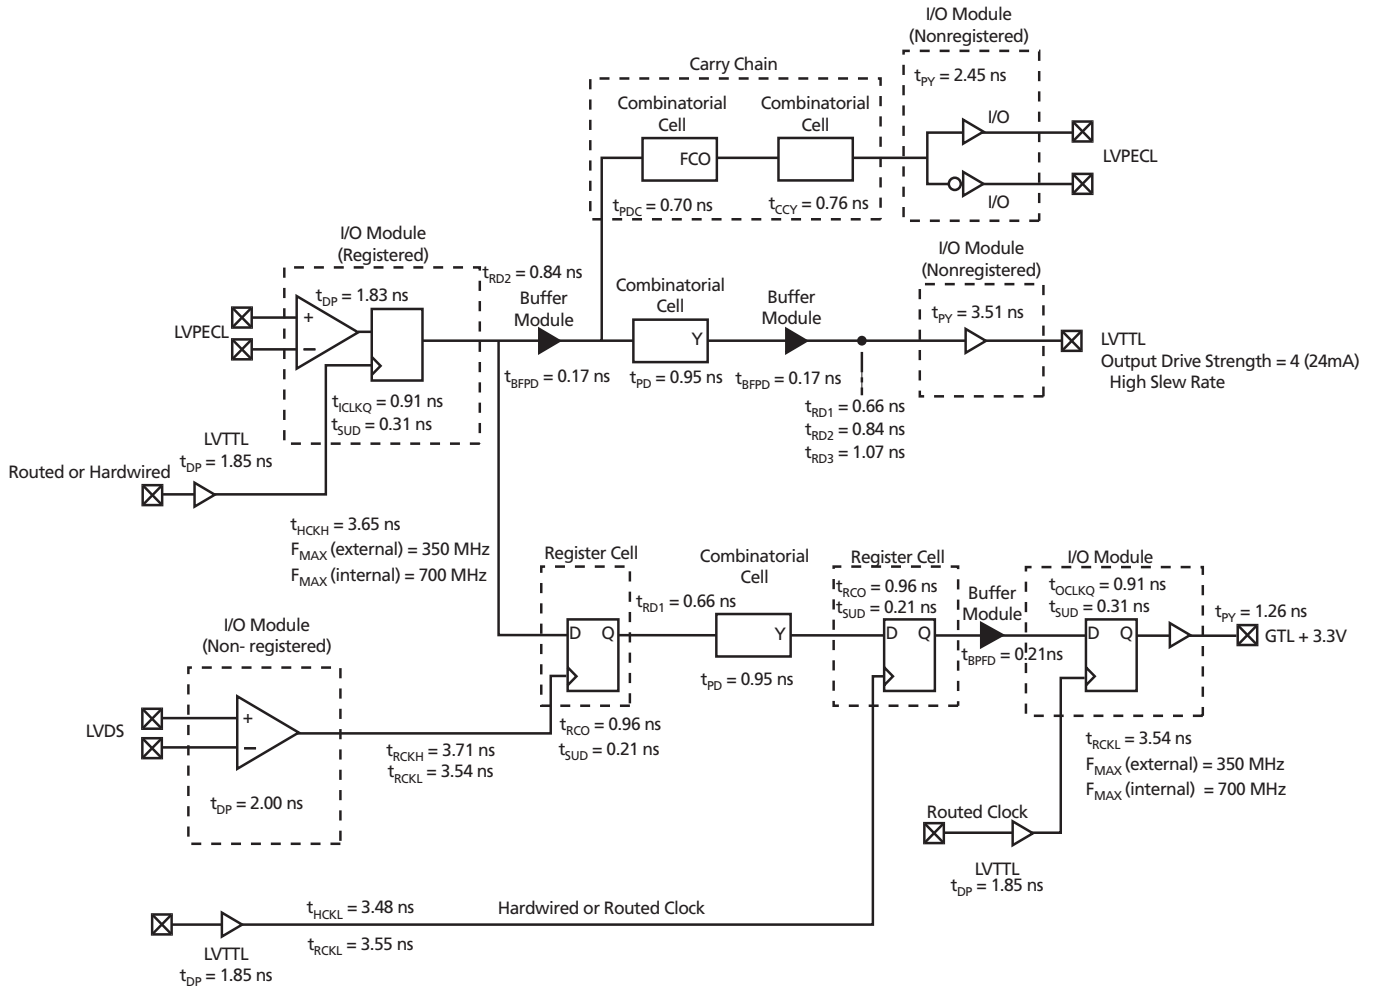 I/O Module
(Nonregistered)
tPY = 2.45 ns
I/O
I/O
LVPECL
Carry Chain
Combinatorial
Cell
FCO
tPDC = 0.70 ns
Combinatorial
Cell
tCCY = 0.76 ns
I/O Module
(Registered)
tDP = 1.83 ns
LVPECL
+
−
tICLKQ = 0.91 ns
tSUD = 0.31 ns
tRD2 = 0.84 ns
Buffer
Module
tBFPD = 0.17 ns
Combinatorial
Cell
Y
tPD = 0.95 ns
Buffer
Module
tBFPD = 0.17 ns
tRD1 = 0.66 ns
tRD2 = 0.84 ns
tRD3 = 1.07 ns
I/O Module
(Nonregistered)
tPY = 3.51 ns
LVTTL
Output Drive Strength = 4 (24mA)
High Slew Rate
LVTTL
tDP = 1.85 ns
Routed or Hardwired
tHCKH = 3.65 ns
FMAX (external) = 350 MHz
FMAX (internal) = 700 MHz
I/O Module
(Non- registered)
LVDS
+
−
tDP = 2.00 ns
tRCKH = 3.71 ns
tRCKL = 3.54 ns
Register Cell
D Q
tRCO = 0.96 ns
tSUD = 0.21 ns
tRD1 = 0.66 ns
Combinatorial
Cell
Y
tPD = 0.95 ns
Register Cell
tRCO = 0.96 ns
tSUD = 0.21 ns
D Q
Buffer
Module
tBPFD = 0.21ns
I/O Module
tOCLKQ = 0.91 ns
tSUD = 0.31 ns
D Q
tPY = 1.26 ns
GTL + 3.3V
tRCKL = 3.54 ns
FMAX (external) = 350 MHz
FMAX (internal) = 700 MHz
Routed Clock
LVTTL
tDP = 1.85 ns
tHCKL = 3.48 ns
Hardwired or Routed Clock
tRCKL = 3.55 ns
LVTTL
tDP = 1.85 ns